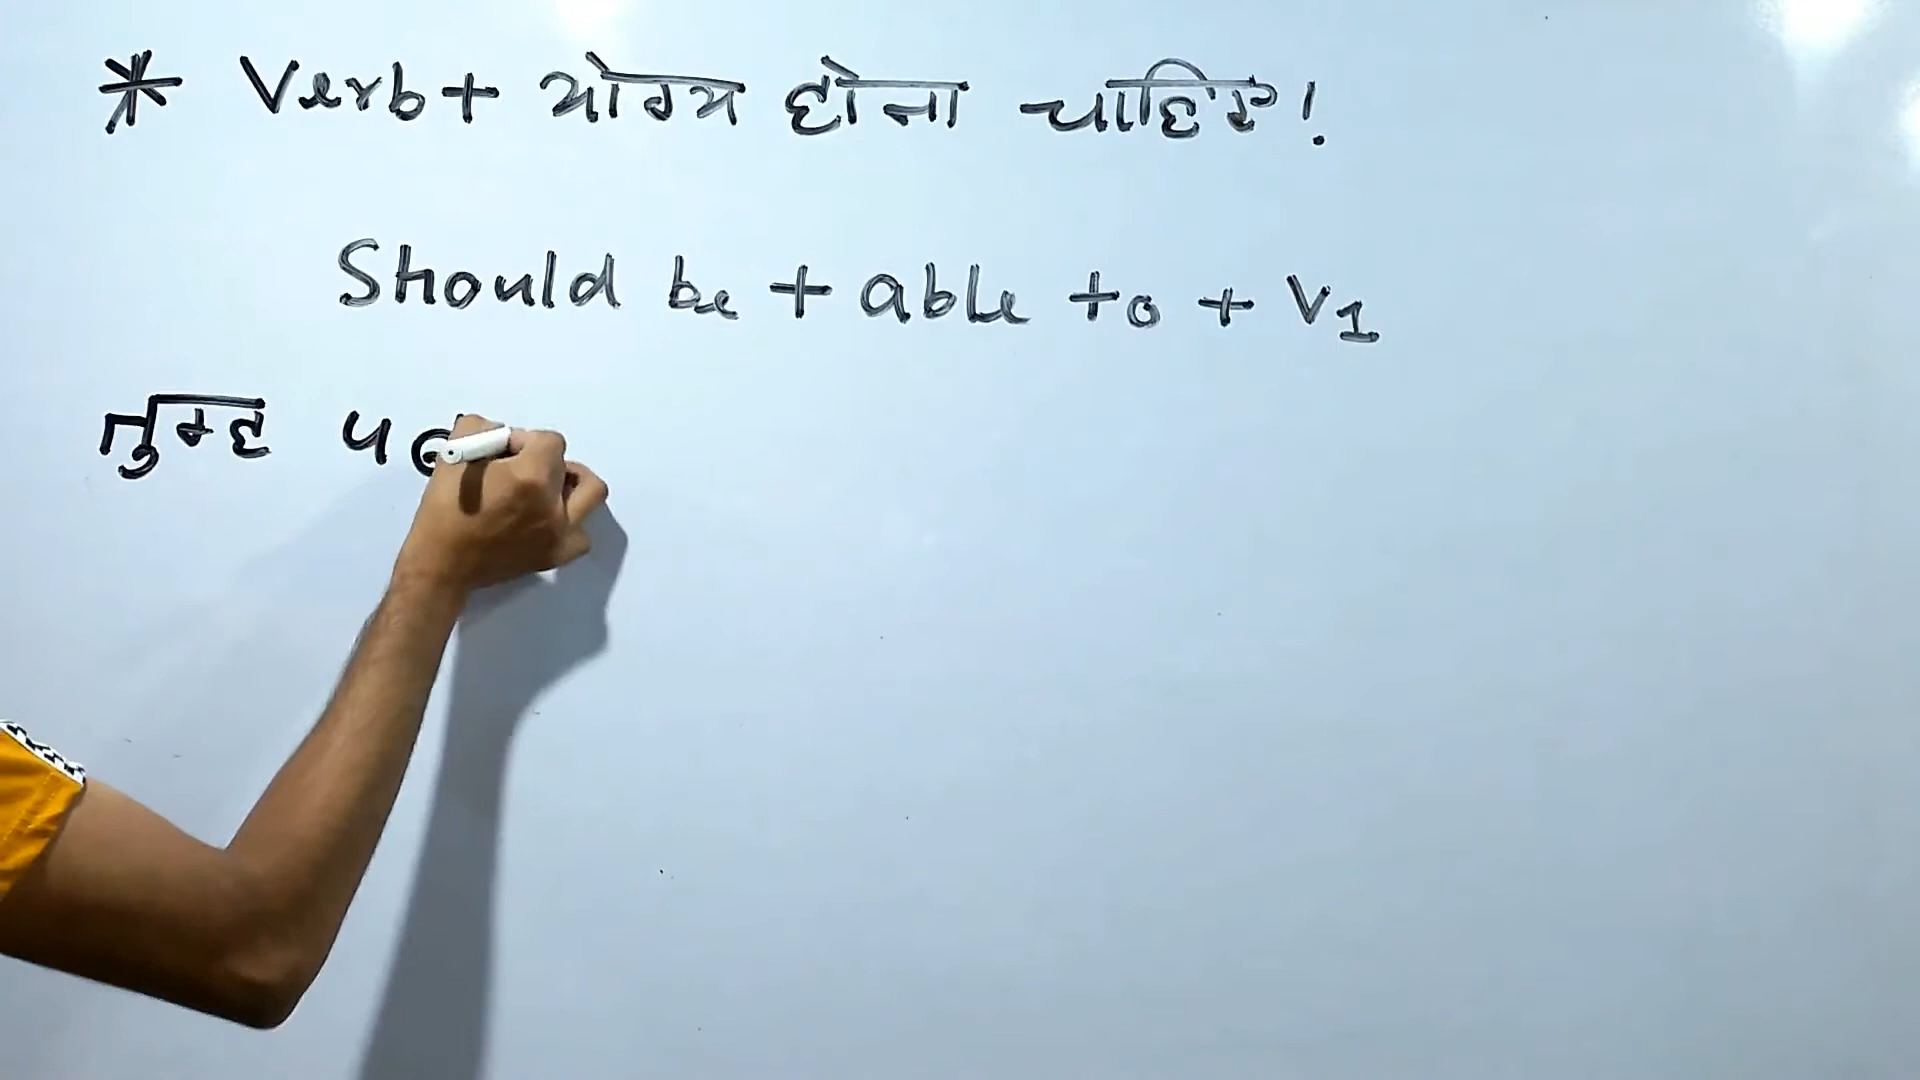 * Verb + योग्य होना चाहिए!
Should be + able to + V1
तुम्ह